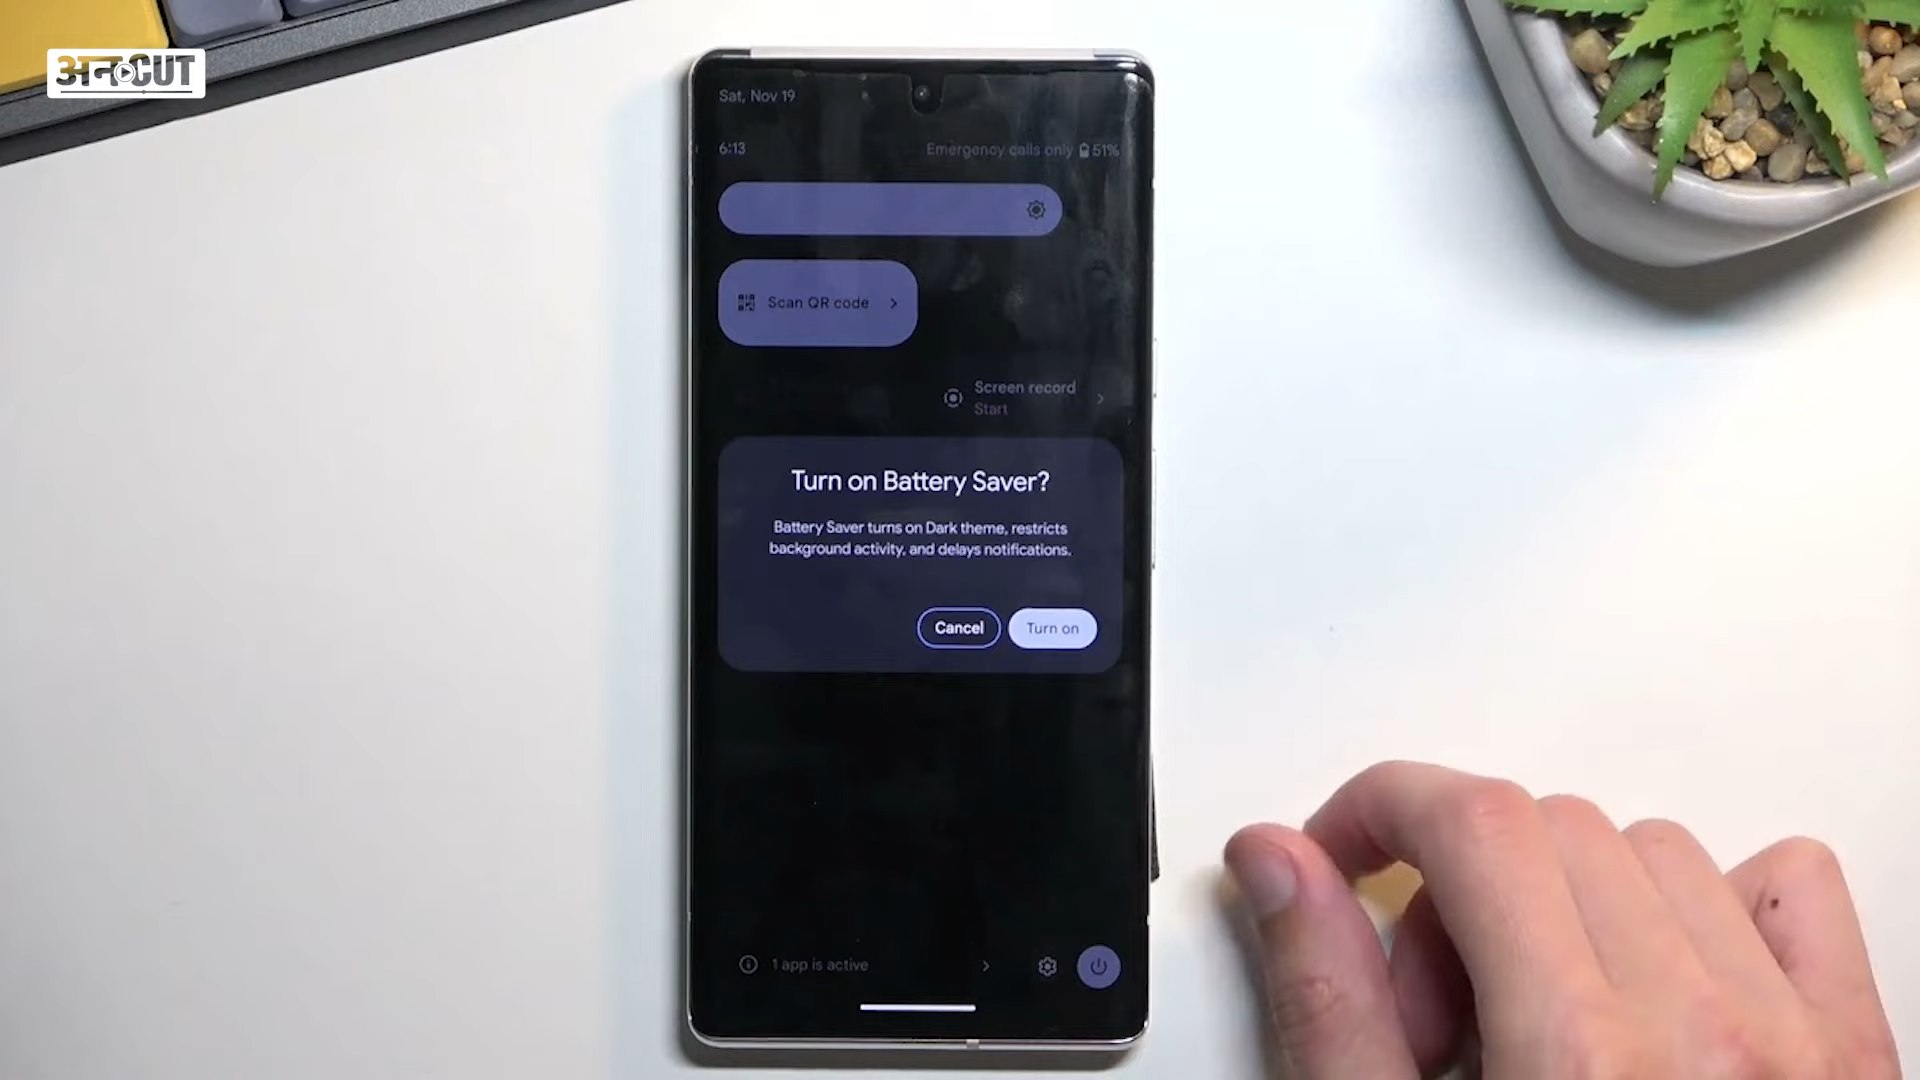 अनCUT
Sat, Nov 19
6:13
Emergency calls only 51%
Scan QR code
Screen record
Start
Turn on Battery Saver?
Battery Saver turns on Dark theme, restricts
background activity, and delays notifications.
Cancel
Turn on
1 app is active